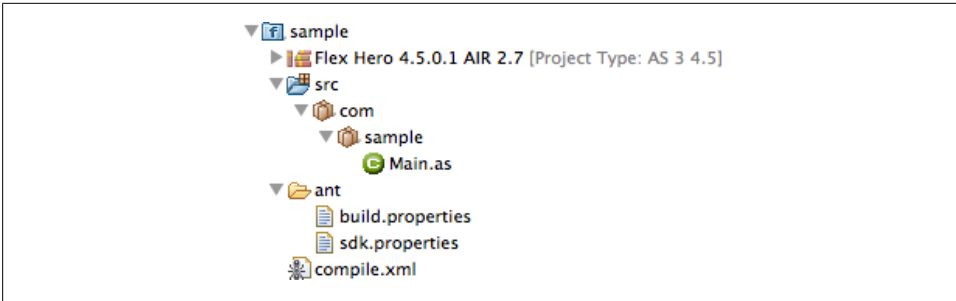 sample
Flex Hero 4.5.0.1 AIR 2.7 [Project Type: AS 3 4.5]
src
com
sample
Main.as
ant
build.properties
sdk.properties
compile.xml